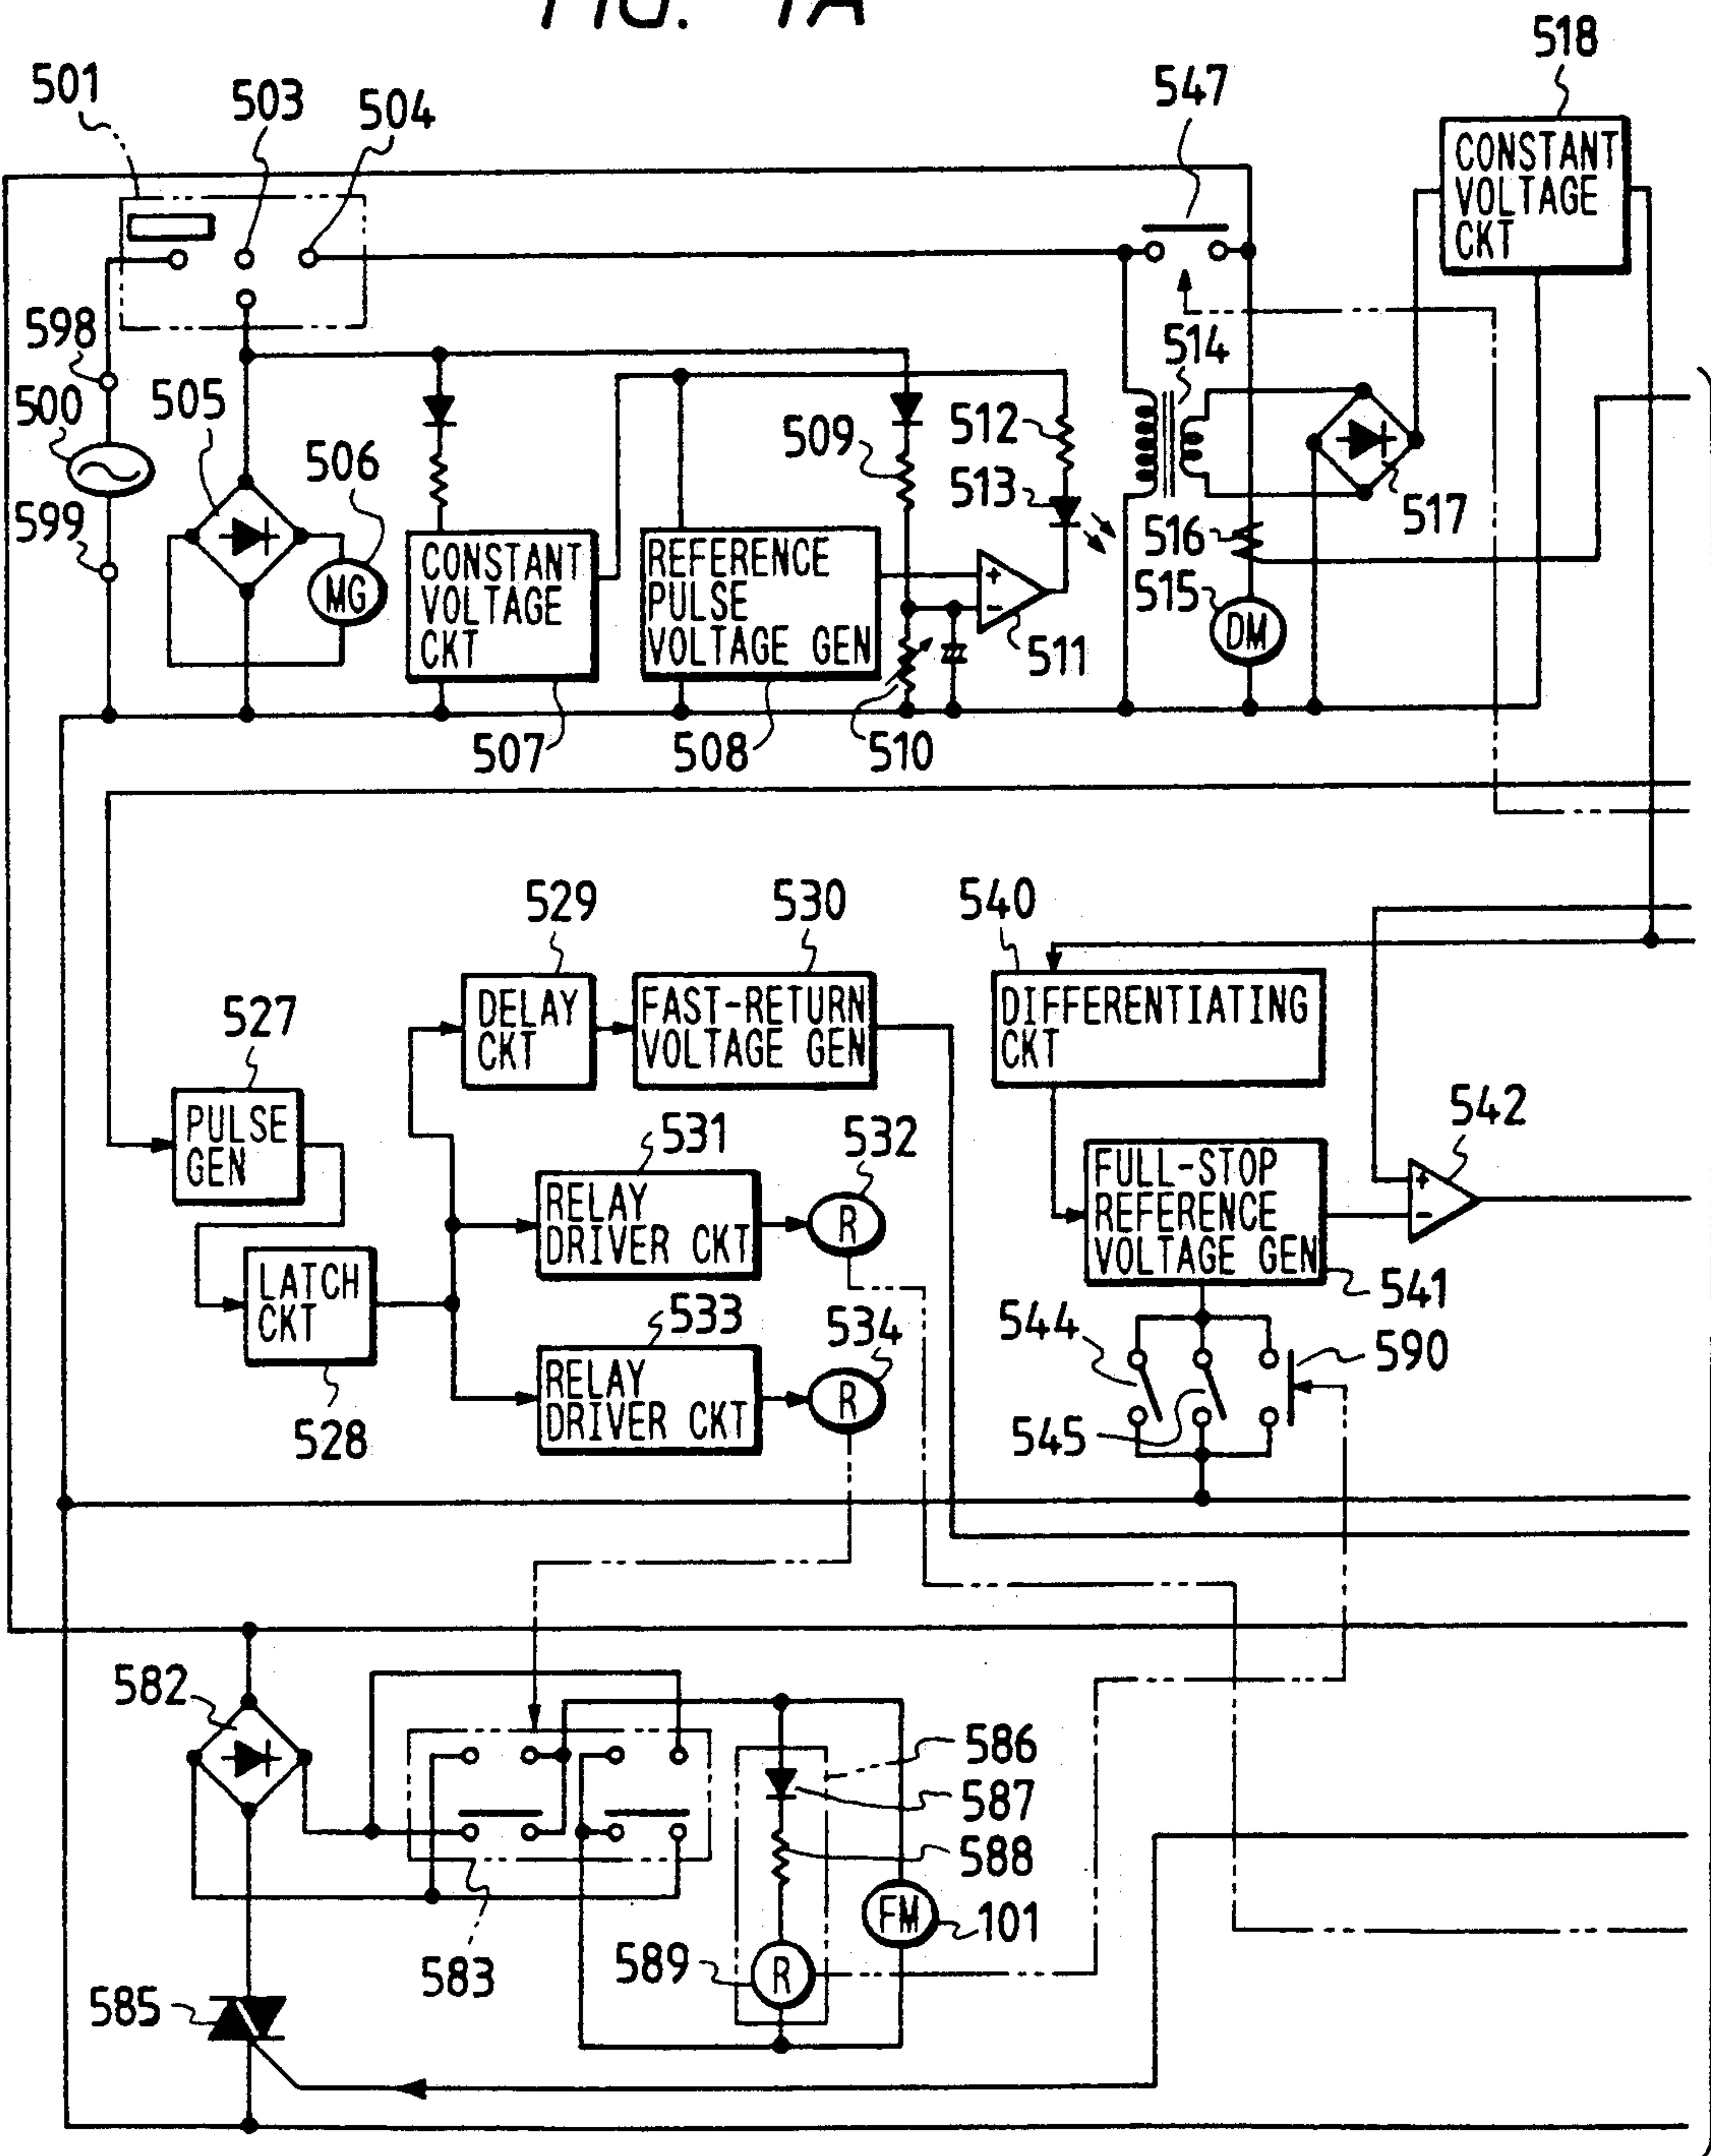 FIG. 1A
518
547
501
503
504
CONSTANT
VOLTAGE
CKT
598
500
505
506
514
509
512
513
599
MG
CONSTANT
VOLTAGE
CKT
REFERENCE
PULSE
VOLTAGE GEN
+
-
511
516
515
DM
517
507
508
510
529
530
540
527
DELAY
CKT
FAST-RETURN
VOLTAGE GEN
DIFFERENTIATING
CKT
PULSE
GEN
531
532
542
RELAY
DRIVER CKT
R
FULL-STOP
REFERENCE
VOLTAGE GEN
+
-
LATCH
CKT
541
533
534
544
590
RELAY
DRIVER CKT
R
528
545
582
586
587
588
FM
101
583
589
R
585